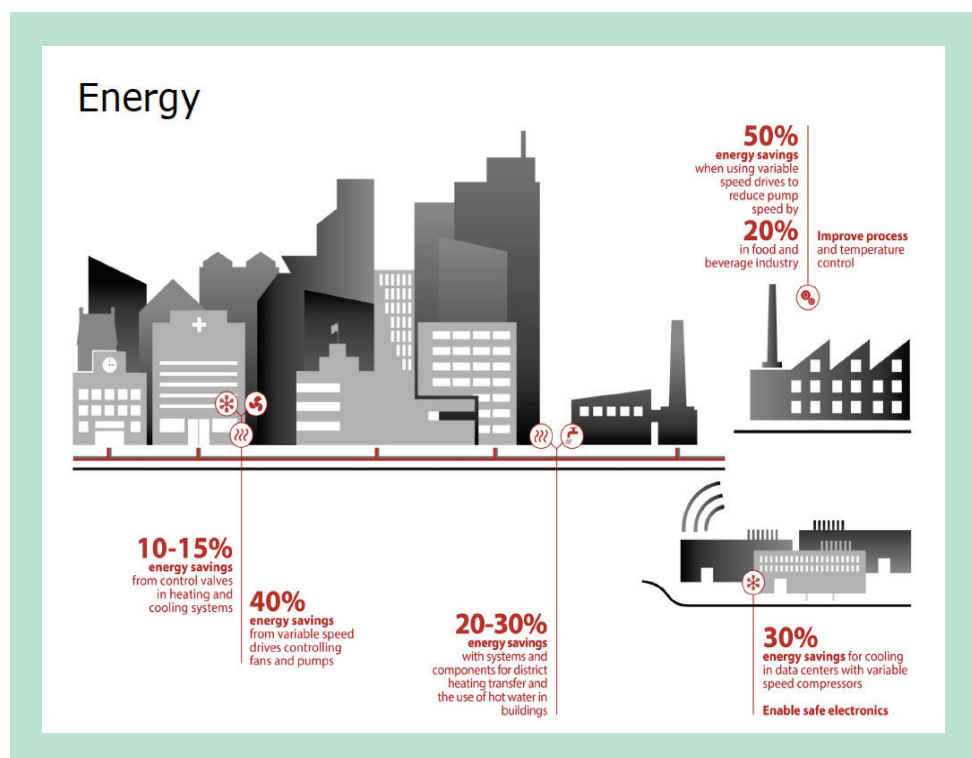 Energy
50%
energy savings
when using variable
speed drives to
reduce pump
speed by
20%
in food and
beverage industry
Improve process
and temperature
control
10-15%
energy savings
from control valves
in heating and
cooling systems
40%
energy savings
from variable speed
drives controlling
fans and pumps
20-30%
energy savings
with systems and
components for district
heating transfer and
the use of hot water in
buildings
30%
energy savings for cooling
in data centers with variable
speed compressors
Enable safe electronics